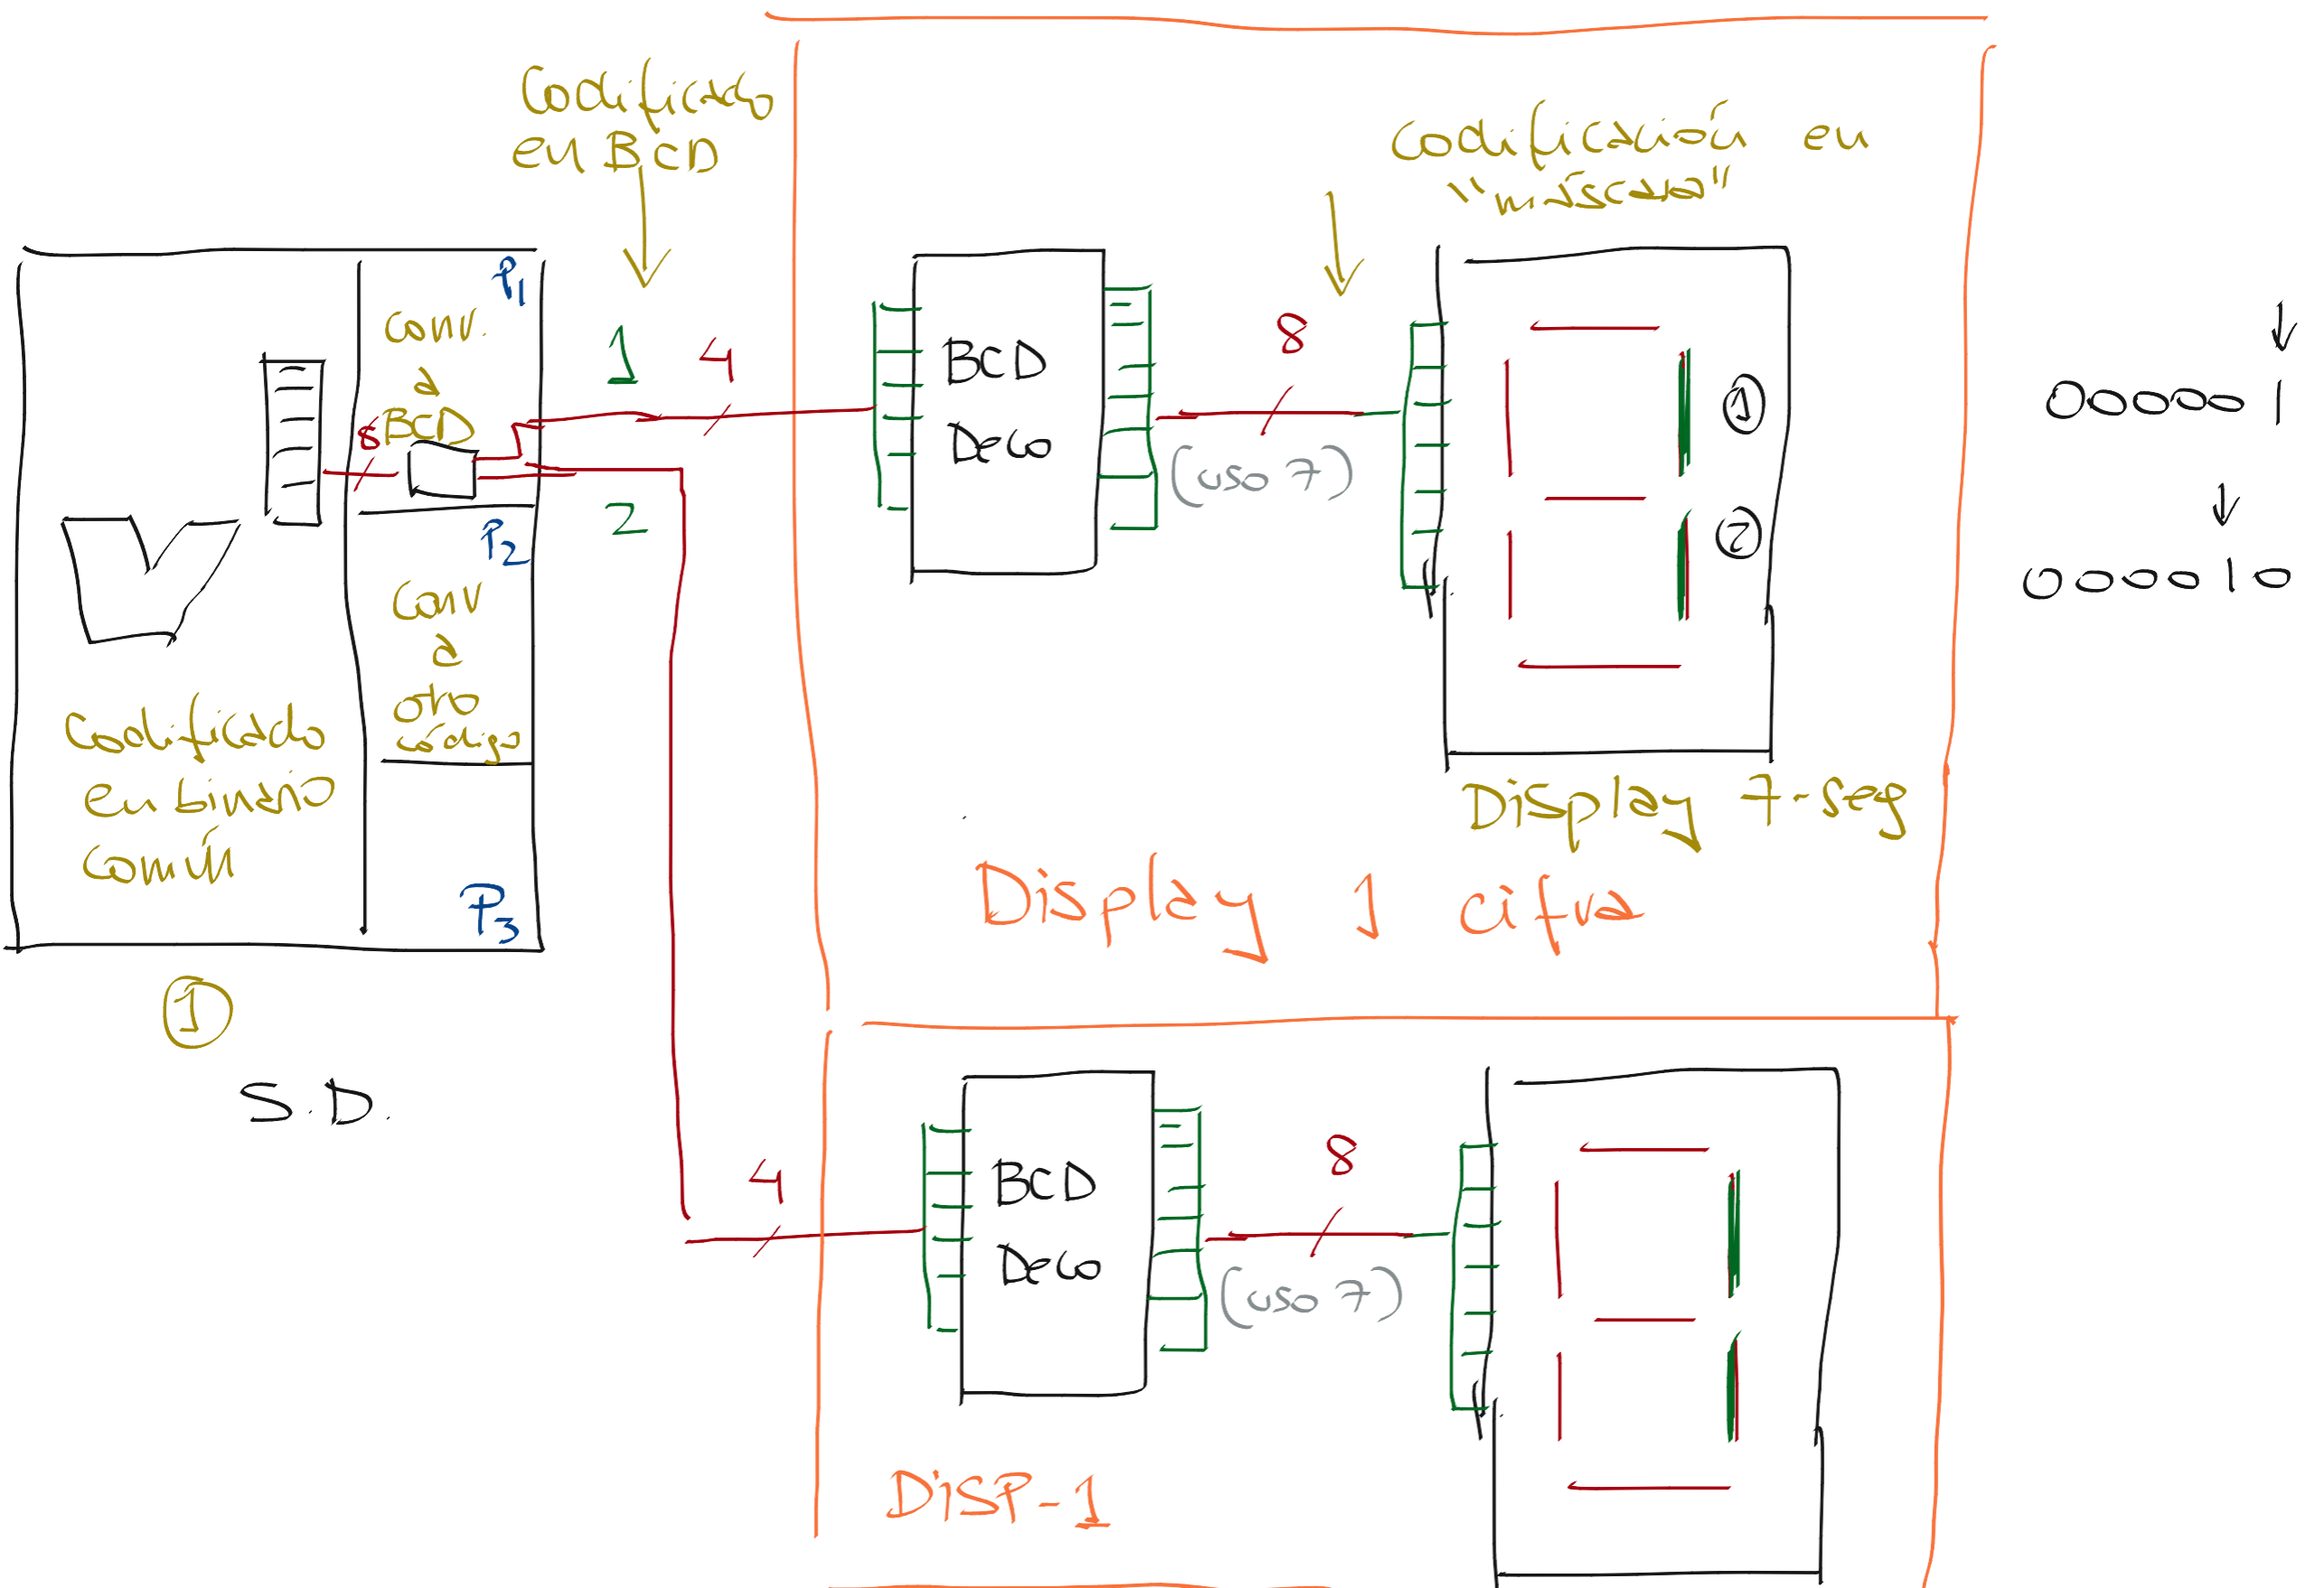 Codificado
en BCD
Codificación en
"máscara"
P1
conv.
a
BCD
8
1
4
2
P2
Conv
a
otro
código
P3
Codificado
en binario
común
1
S.D.
BCD
Deco
8
(uso 7)
1
2
000001
000010
Display 7-seg
Display 1 cifra
4
BCD
Deco
8
(uso 7)
DISP-1